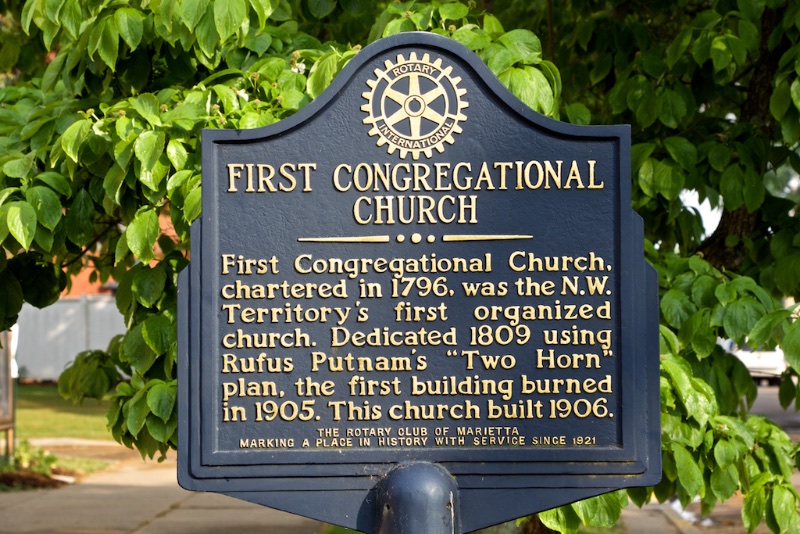 ROTARY
INTERNATIONAL
FIRST CONGREGATIONAL
CHURCH
First Congregational Church,
chartered in 1796, was the N.W.
Territory's first organized
church. Dedicated 1809 using
Rufus Putnam's "Two Horn"
plan, the first building burned
in 1905. This church built 1906.
THE ROTARY CLUB OF MARIETTA
MARKING A PLACE IN HISTORY WITH SERVICE SINCE 1921